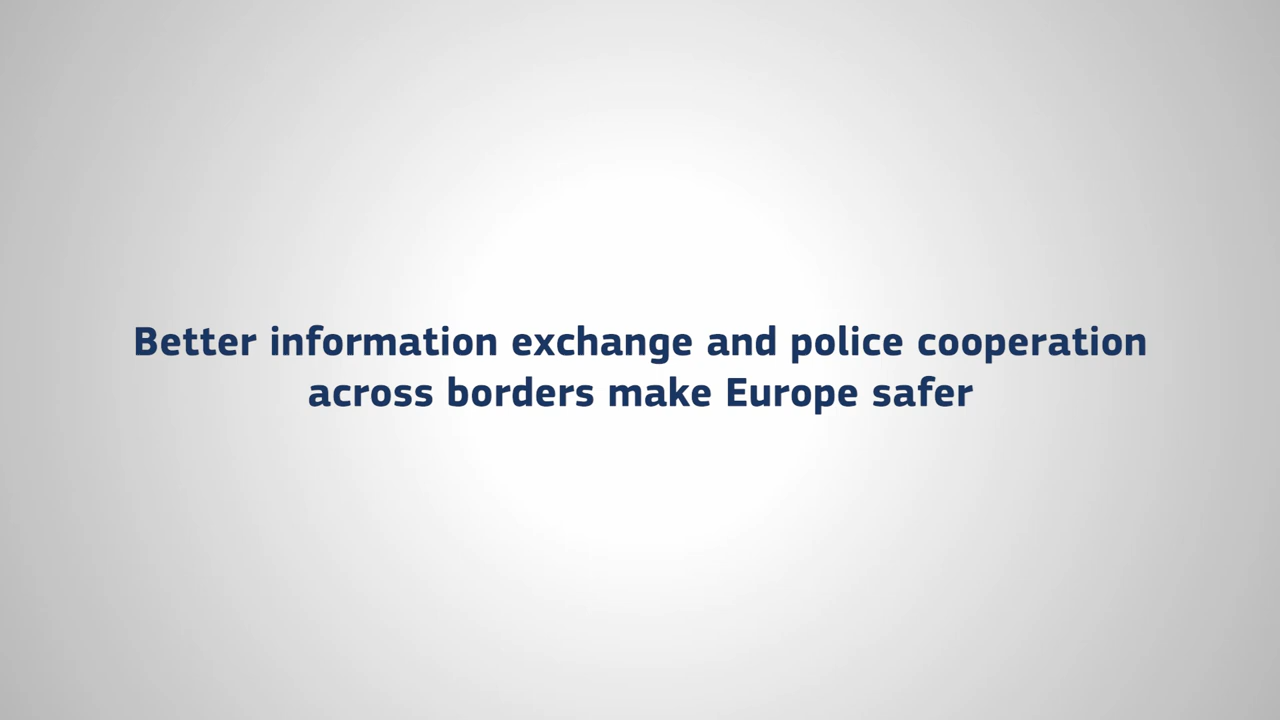 Better information exchange and police cooperation
across borders make Europe safer